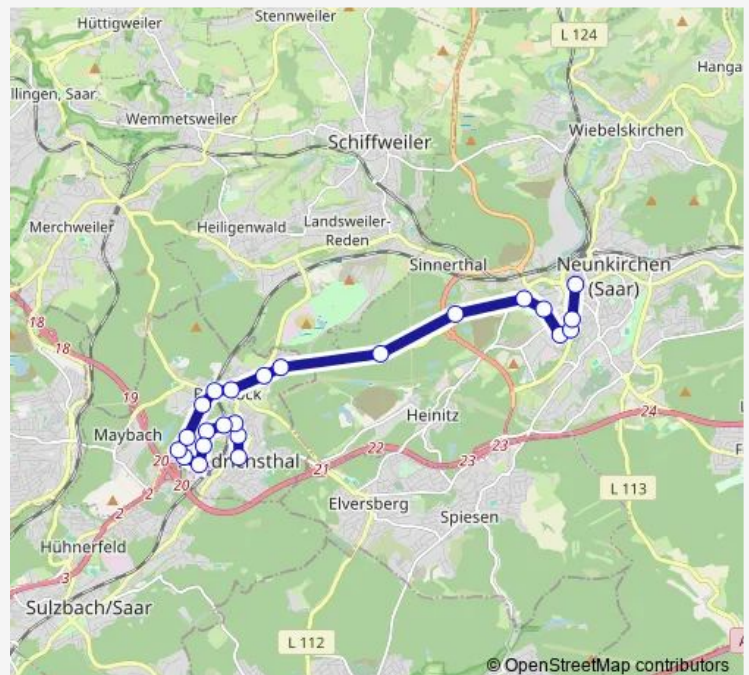 Hüttigweiler
Stennweiler
L 124
Hanga
llingen, Saar
Wemmetsweiler
Schiffweiler
Wiebelskirchen
Merchweiler
Heiligenwald
Landsweiler-
Reden
Sinnerthal
Neunkirchen
(Saar)
18
18
19
Maybach
Heinitz
24
20
20
21
22
23
23
2
2
Elversberg
Spiesen
L 113
Hühnerfeld
3
Sulzbach/Saar
L 112
© OpenStreetMap contributors